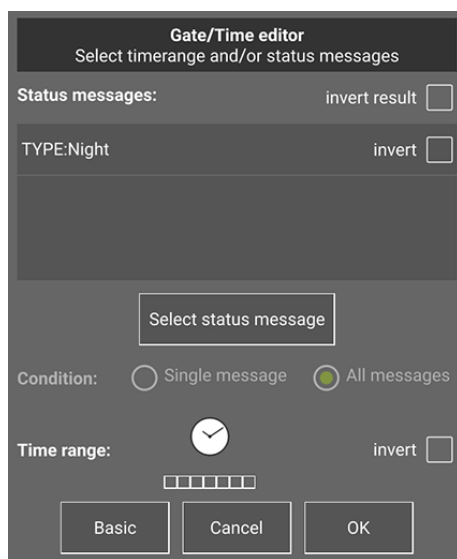 Gate/Time editor
Select timerange and/or status messages
Status messages: invert result
TYPE:Night invert
Select status message
Condition: Single message All messages
Time range: invert
Basic Cancel OK